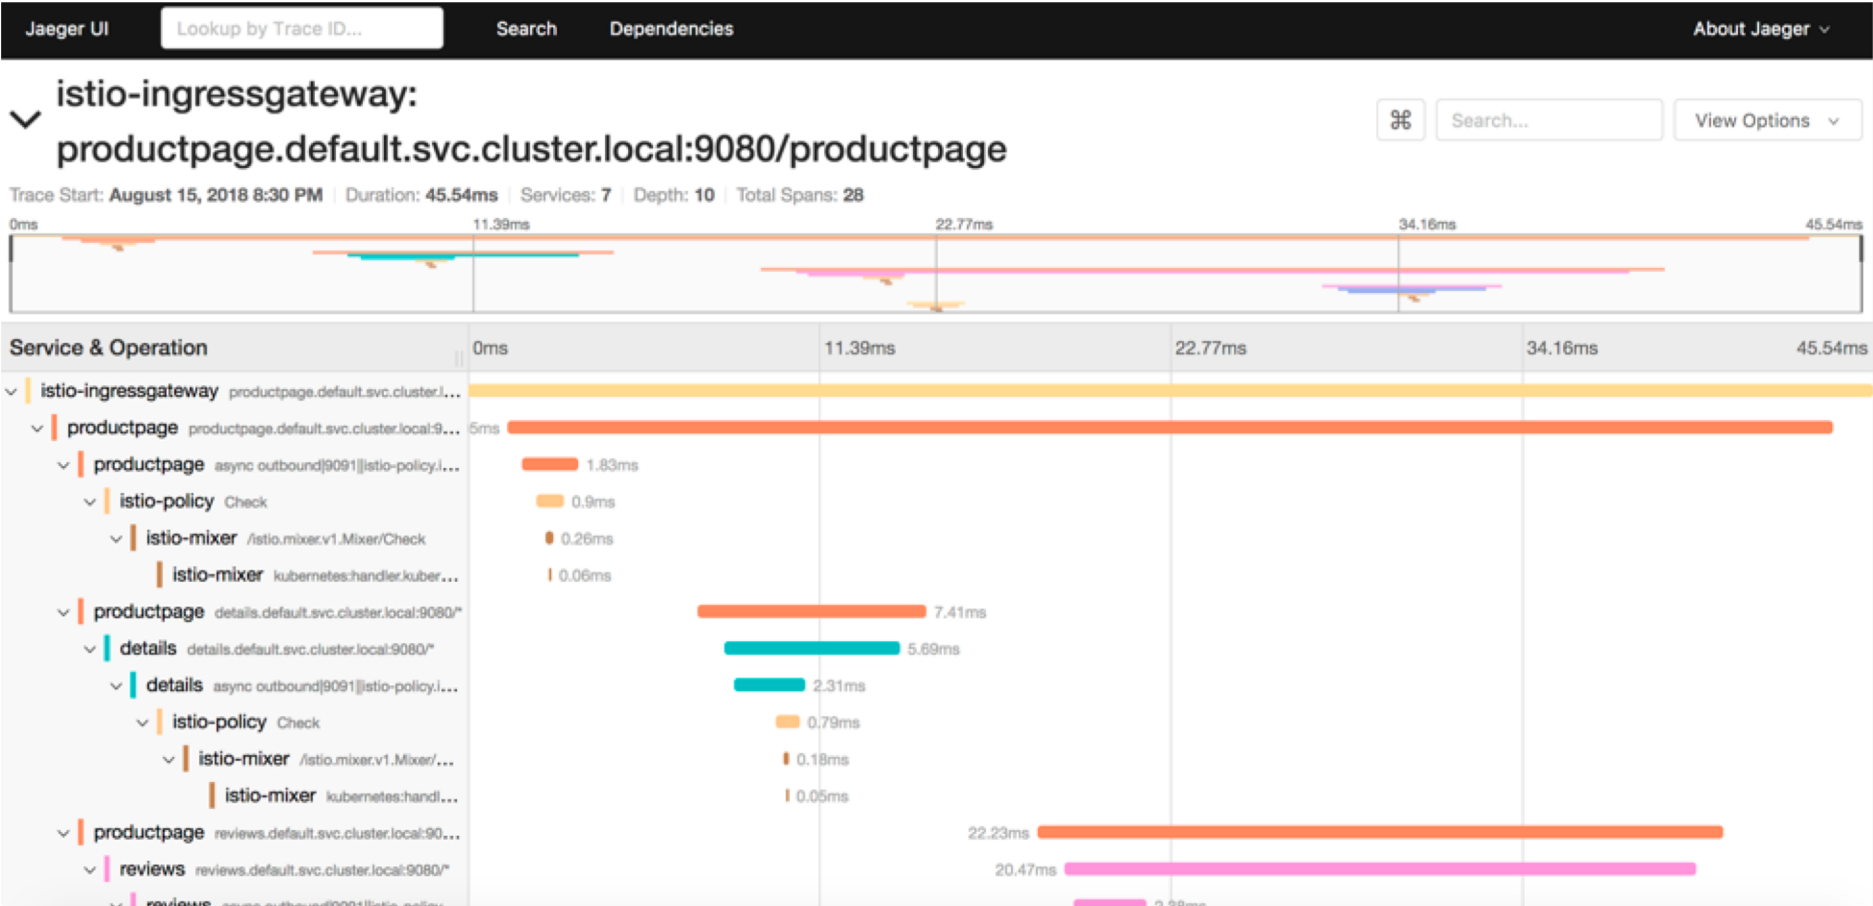 Jaeger UI Lookup by Trace ID... Search Dependencies About Jaeger
istio-ingressgateway:
productpage.default.svc.cluster.local:9080/productpage
⌘ Search... View Options
Trace Start: August 15, 2018 8:30 PM Duration: 45.54ms Services: 7 Depth: 10 Total Spans: 28
0ms 11.39ms 22.77ms 34.16ms 45.54ms
Service & Operation 0ms 11.39ms 22.77ms 34.16ms 45.54ms
istio-ingressgateway productpage.default.svc.cluster.l...
productpage productpage.default.svc.cluster.local:9... 5ms
productpage async outbound|9091||istio-policy.i... 1.83ms
istio-policy Check 0.9ms
istio-mixer /istio.mixer.v1.Mixer/Check 0.26ms
istio-mixer kubernetes:handler.kuber... 0.06ms
productpage details.default.svc.cluster.local:9080/* 7.41ms
details details.default.svc.cluster.local:9080/* 5.69ms
details async outbound|9091||istio-policy.i... 2.31ms
istio-policy Check 0.79ms
istio-mixer /istio.mixer.v1.Mixer/... 0.18ms
istio-mixer kubernetes:handl... 0.05ms
productpage reviews.default.svc.cluster.local:90... 22.23ms
reviews reviews.default.svc.cluster.local:9080/* 20.47ms
reviews